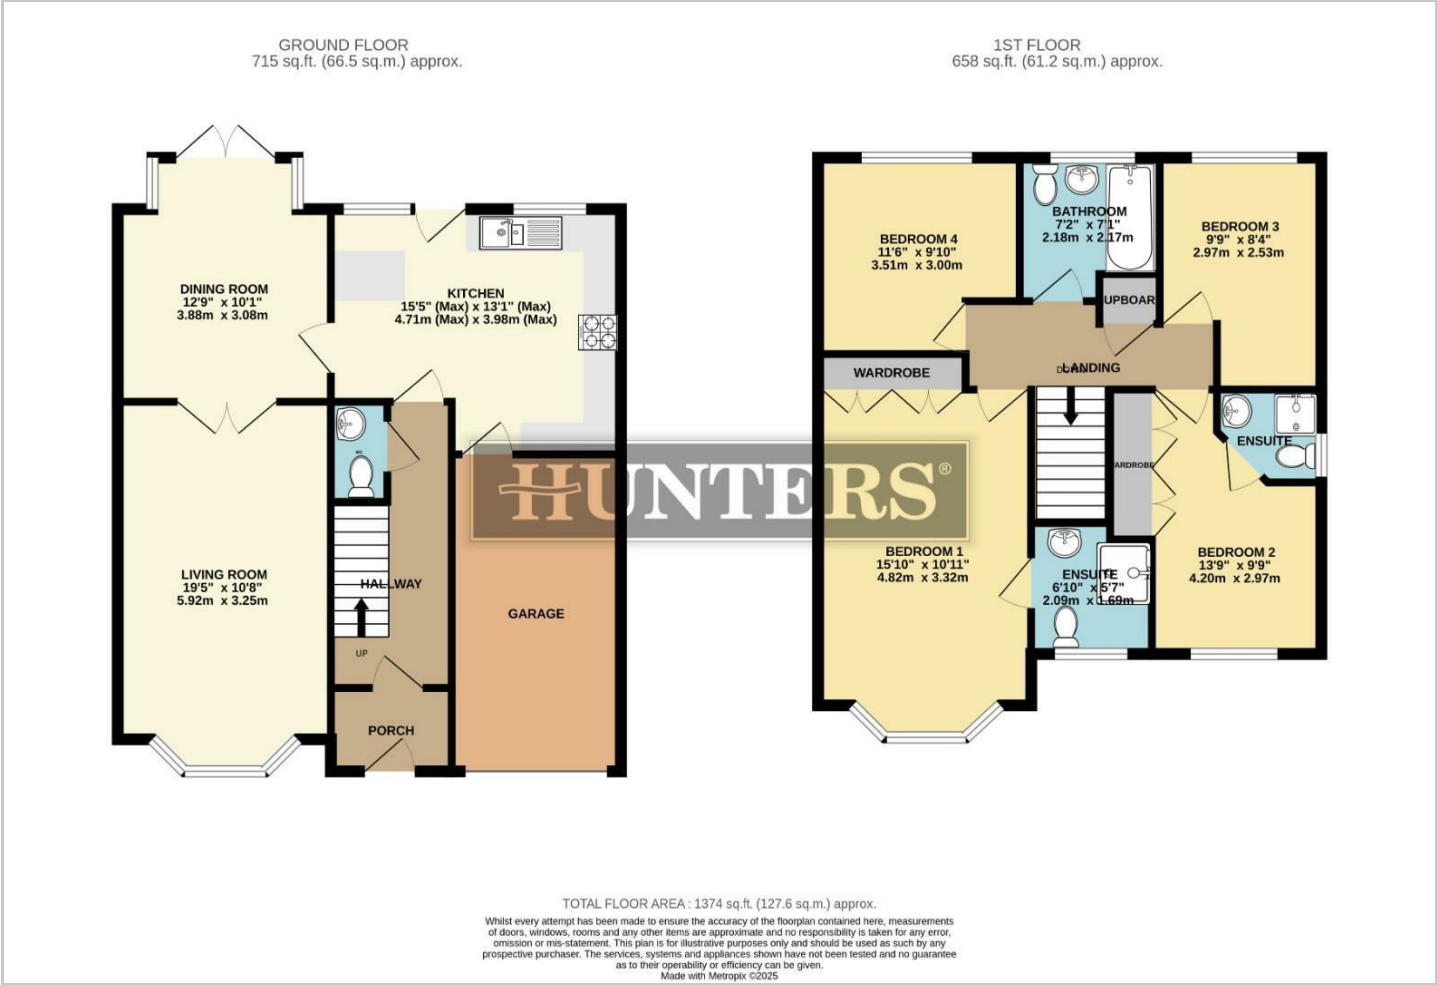 GROUND FLOOR
715 sq.ft. (66.5 sq.m.) approx.
1ST FLOOR
658 sq.ft. (61.2 sq.m.) approx.
DINING ROOM
12'9" x 10'1"
3.88m x 3.08m
KITCHEN
15'5" (Max) x 13'1" (Max)
4.71m (Max) x 3.98m (Max)
WC
LIVING ROOM
19'5" x 10'8"
5.92m x 3.25m
HALLWAY
UP
PORCH
GARAGE
HUNTERS®
BEDROOM 4
11'6" x 9'10"
3.51m x 3.00m
BATHROOM
7'2" x 7'1"
2.18m x 2.17m
BEDROOM 3
9'9" x 8'4"
2.97m x 2.53m
UPBOAR
LANDING
DOWN
WARDROBE
ARDROBE
ENSUITE
BEDROOM 1
15'10" x 10'11"
4.82m x 3.32m
ENSUITE
6'10" x 5'7"
2.09m x 1.69m
BEDROOM 2
13'9" x 9'9"
4.20m x 2.97m
TOTAL FLOOR AREA : 1374 sq.ft. (127.6 sq.m.) approx.
Whilst every attempt has been made to ensure the accuracy of the floorplan contained here, measurements
of doors, windows, rooms and any other items are approximate and no responsibility is taken for any error,
omission or mis-statement. This plan is for illustrative purposes only and should be used as such by any
prospective purchaser. The services, systems and appliances shown have not been tested and no guarantee
as to their operability or efficiency can be given.
Made with Metropix ©2025